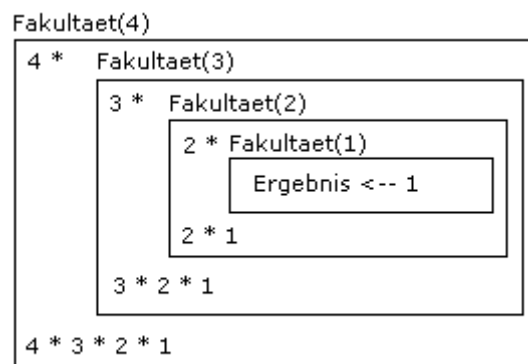 Fakultaet(4)
4 * Fakultaet(3)
3 * Fakultaet(2)
2 * Fakultaet(1)
Ergebnis <-- 1
2 * 1
3 * 2 * 1
4 * 3 * 2 * 1